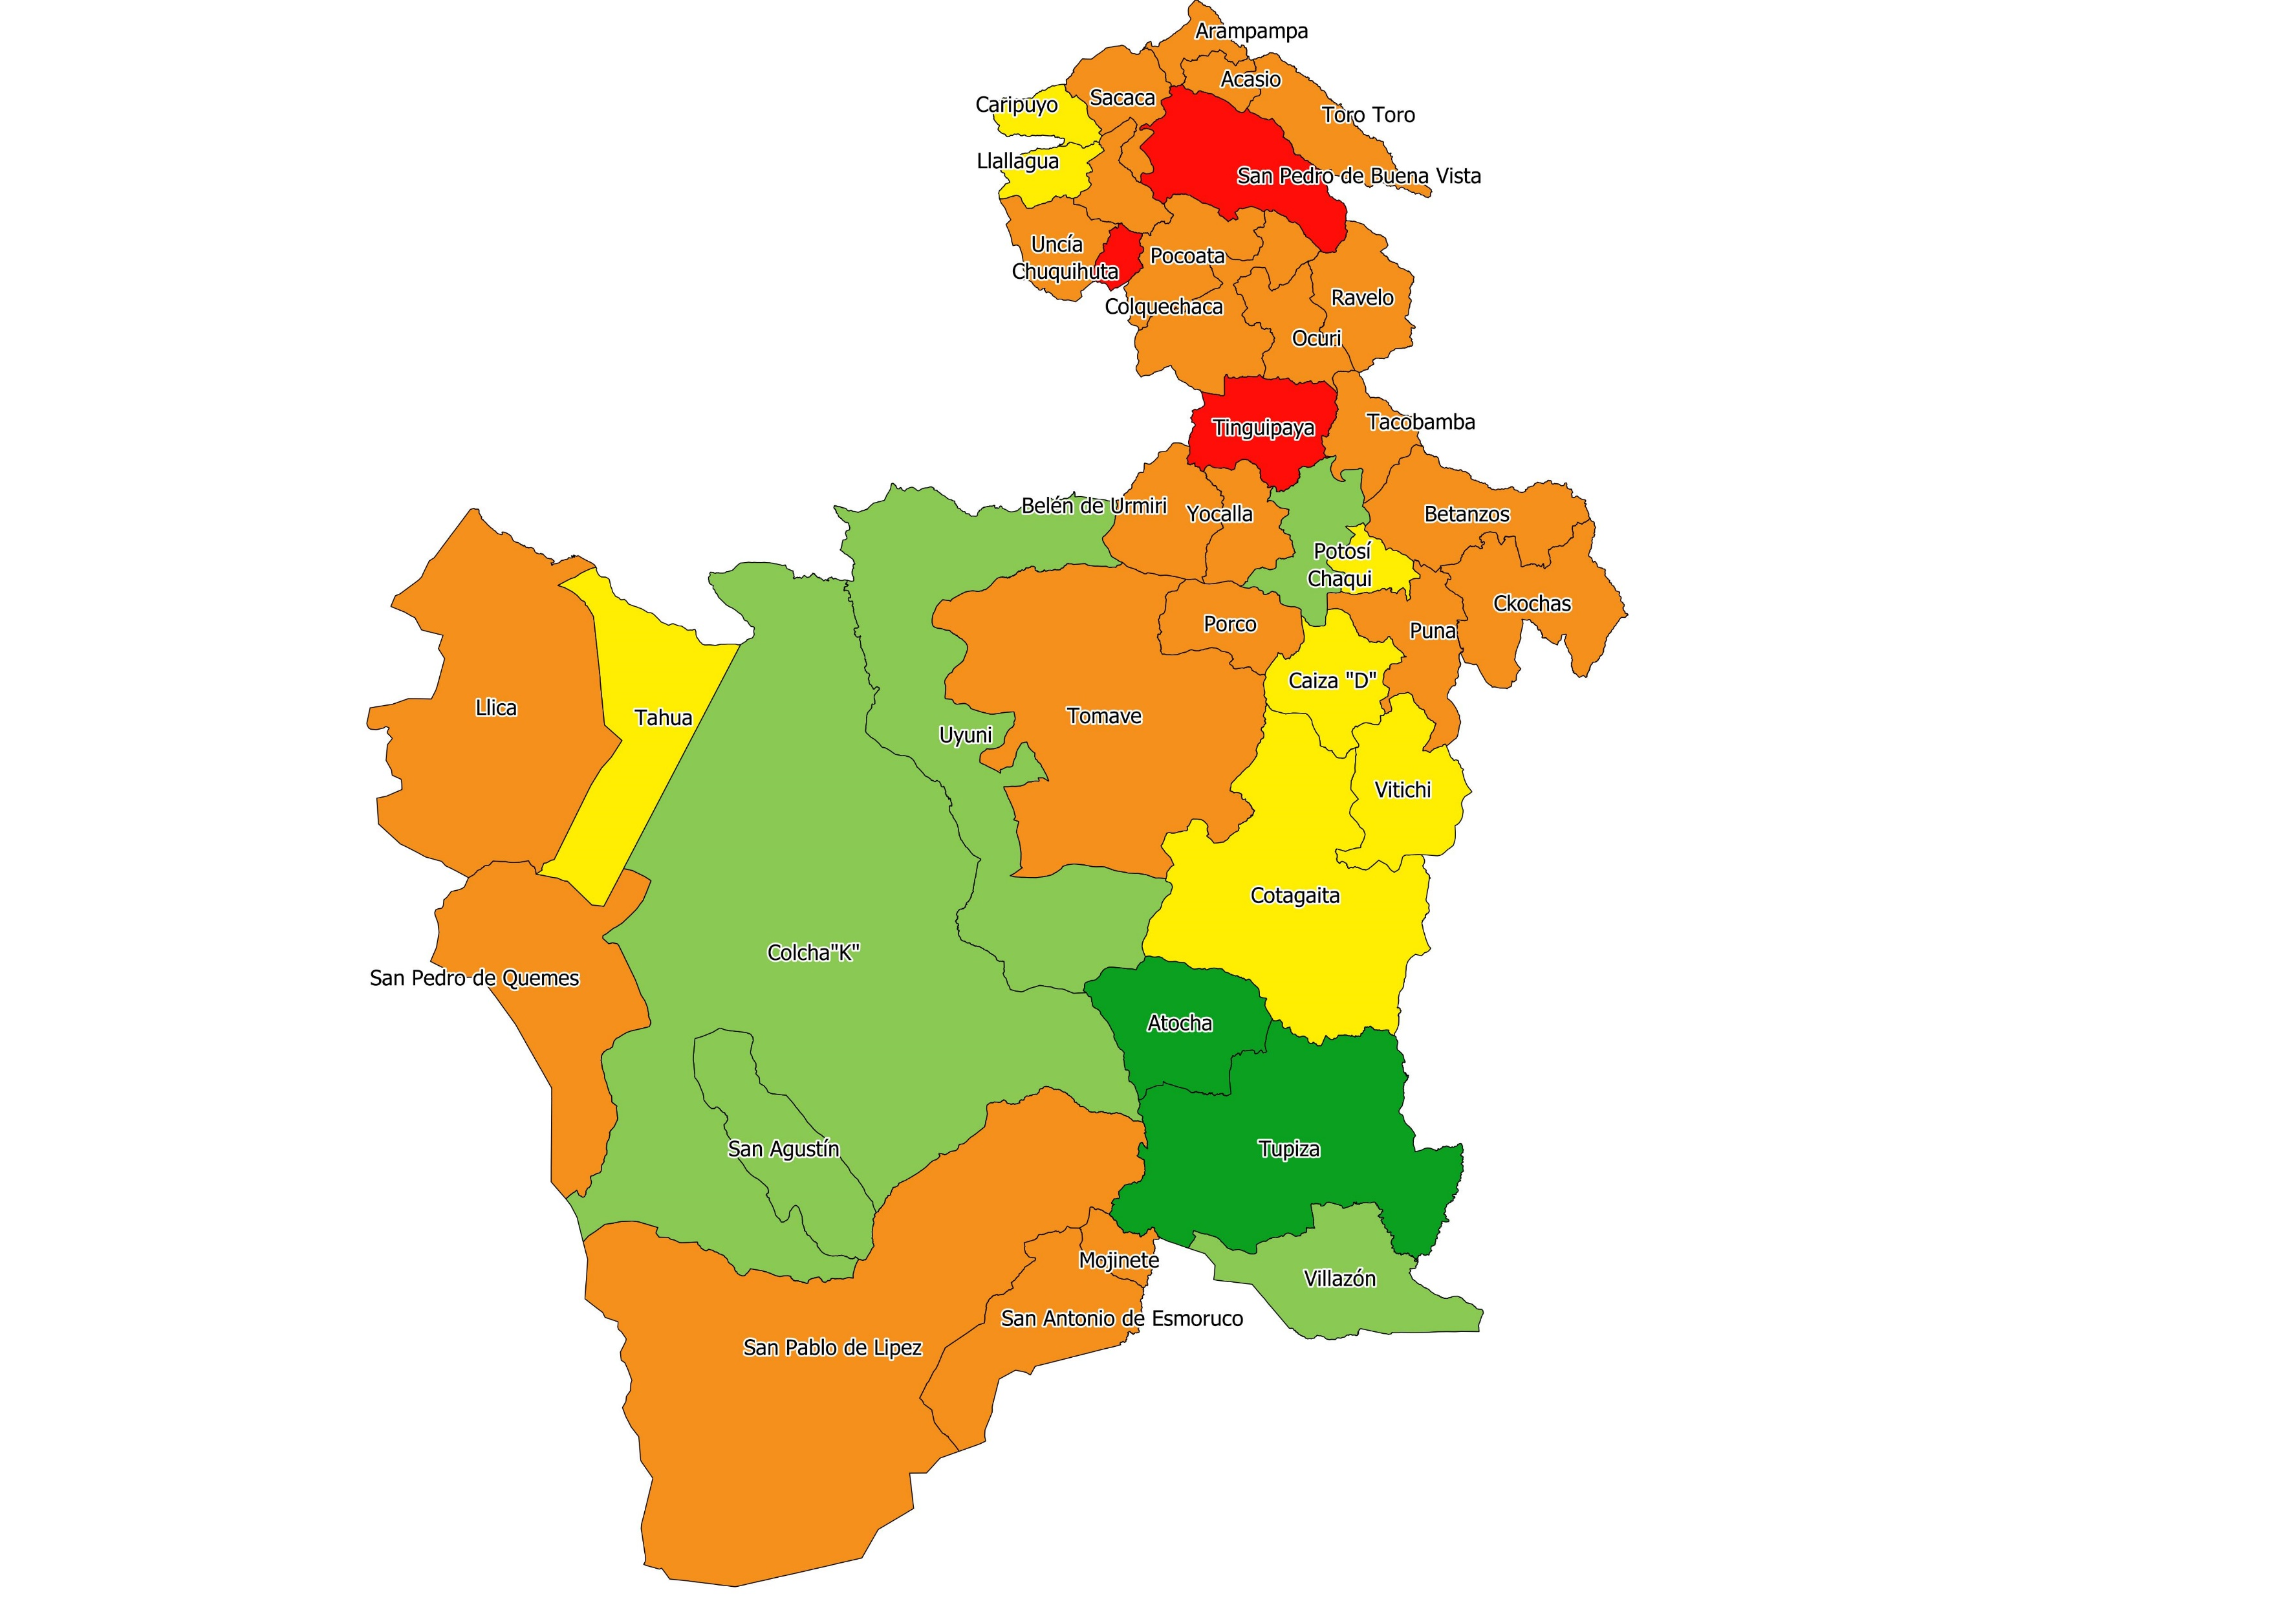 Arampampa
Acasio
Sacaca
Caripuyo
Toro Toro
Llallagua
San Pedro de Buena Vista
Uncía
Pocoata
Chuquihuta
Ravelo
Colquechaca
Ocuri
Tacobamba
Tinguipaya
Belén de Urmiri
Yocalla
Betanzos
Potosí
Chaqui
Ckochas
Porco
Puna
Caiza "D"
Llica
Tahua
Tomave
Uyuni
Vitichi
Cotagaita
Colcha"K"
San Pedro de Quemes
Atocha
San Agustín
Tupiza
Mojinete
Villazón
San Antonio de Esmoruco
San Pablo de Lipez